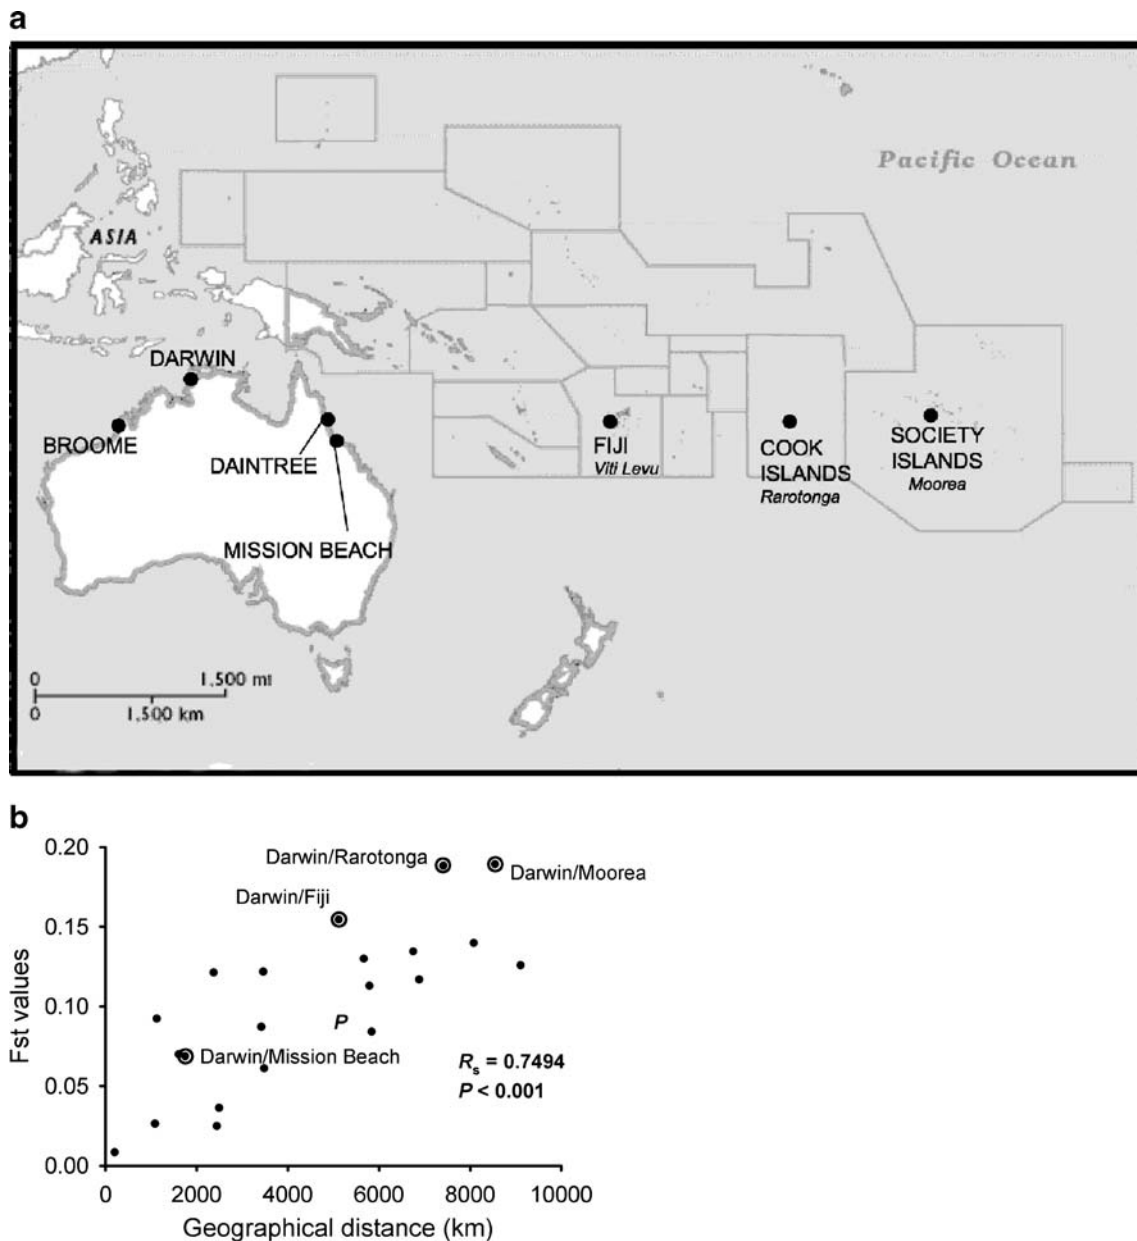 a
Pacific Ocean
ASIA
DARWIN
BROOME
DAINTREE
MISSION BEACH
FIJI
Viti Levu
COOK
ISLANDS
Rarotonga
SOCIETY
ISLANDS
Moorea
0 1,500 mi
0 1,500 km
b
Fst values
0.20
0.15
0.10
0.05
0.00
Darwin/Rarotonga
Darwin/Moorea
Darwin/Fiji
P
Darwin/Mission Beach
Rs = 0.7494
P < 0.001
0 2000 4000 6000 8000 10000
Geographical distance (km)